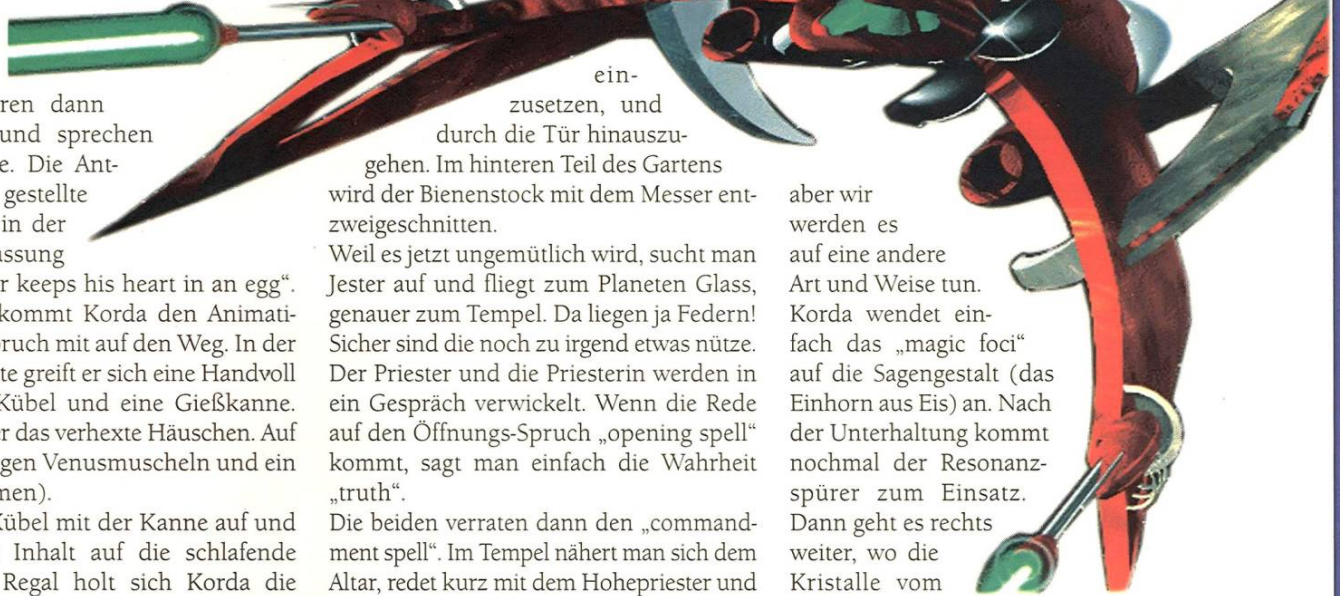 ren dann
und sprechen
e. Die Ant-
gestellte
in der
ssung
r keeps his heart in an egg“.
kommt Korda den Animati-
ruch mit auf den Weg. In der
te greift er sich eine Handvoll
Kübel und eine Gießkanne.
r das verhexte Häuschen. Auf
gen Venusmuscheln und ein
men).
Kübel mit der Kanne auf und
Inhalt auf die schlafende
Regal holt sich Korda die
ein-
zusetzen, und
durch die Tür hinauszu-
gehen. Im hinteren Teil des Gartens
wird der Bienenstock mit dem Messer ent-
zweigeschnitten.
Weil es jetzt ungemütlich wird, sucht man
Jester auf und fliegt zum Planeten Glass,
genauer zum Tempel. Da liegen ja Federn!
Sicher sind die noch zu irgend etwas nütze.
Der Priester und die Priesterin werden in
ein Gespräch verwickelt. Wenn die Rede
auf den Öffnungs-Spruch „opening spell“
kommt, sagt man einfach die Wahrheit
„truth“.
Die beiden verraten dann den „command-
ment spell“. Im Tempel nähert man sich dem
Altar, redet kurz mit dem Hohepriester und
aber wir
werden es
auf eine andere
Art und Weise tun.
Korda wendet ein-
fach das „magic foci“
auf die Sagengestalt (das
Einhorn aus Eis) an. Nach
der Unterhaltung kommt
nochmal der Resonanz-
spürer zum Einsatz.
Dann geht es rechts
weiter, wo die
Kristalle vom